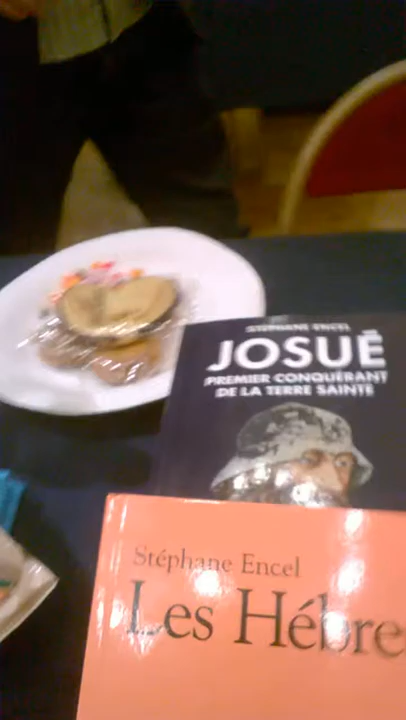 STÉPHANE ENCEL
JOSUÉ
PREMIER CONQUÉRANT
DE LA TERRE SAINTE
Stéphane Encel
Les Hébre